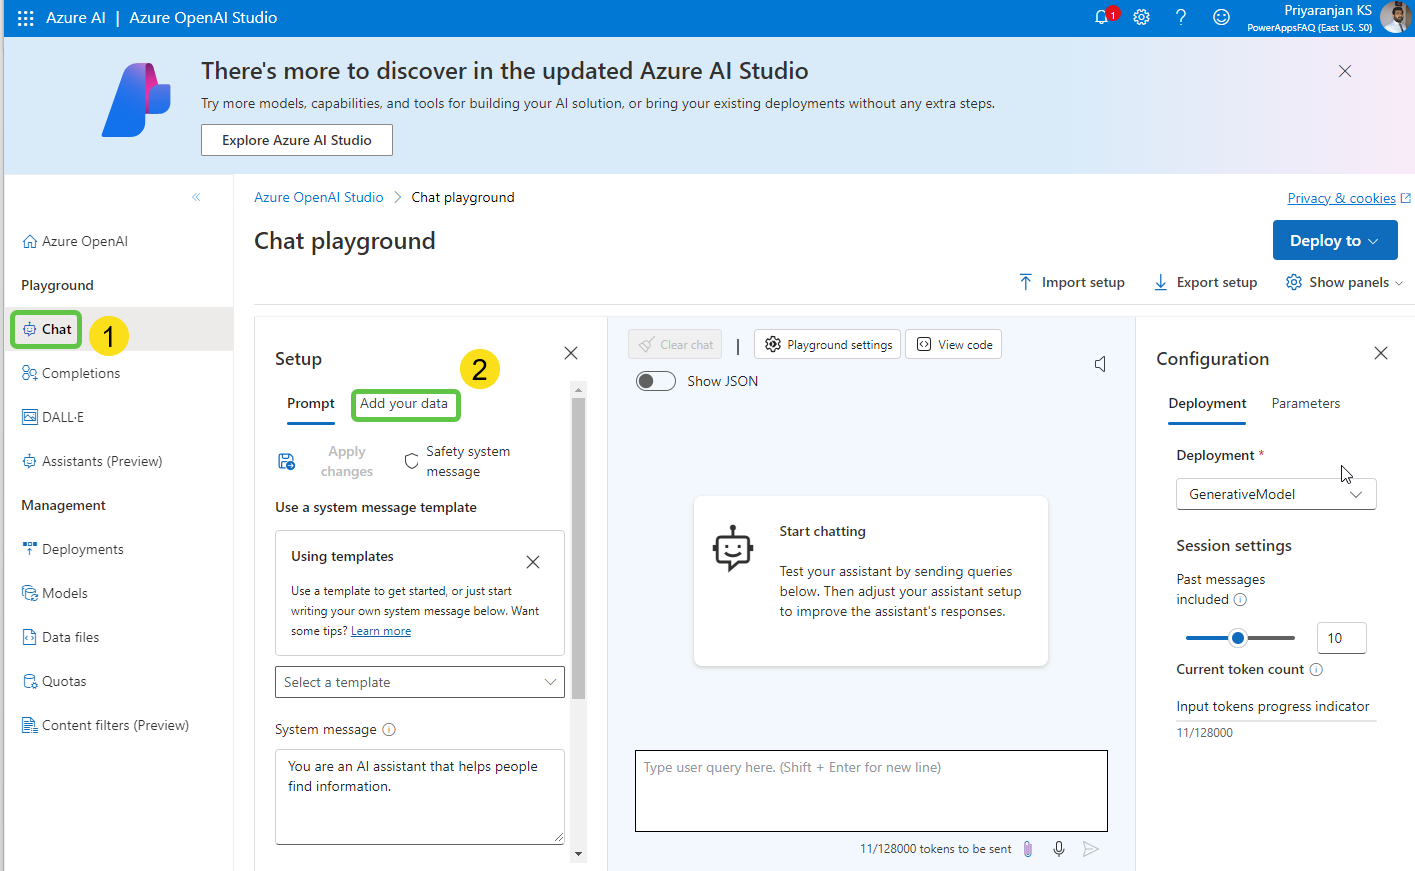 Azure AI | Azure OpenAI Studio
1
Priyaranjan KS
PowerAppsFAQ (East US, S0)
There's more to discover in the updated Azure AI Studio
Try more models, capabilities, and tools for building your AI solution, or bring your existing deployments without any extra steps.
Explore Azure AI Studio
Azure OpenAI
Playground
Chat
1
Completions
DALL·E
Assistants (Preview)
Management
Deployments
Models
Data files
Quotas
Content filters (Preview)
Azure OpenAI Studio > Chat playground
Privacy & cookies
Chat playground
Deploy to
Import setup
Export setup
Show panels
Setup
2
Prompt
Add your data
Apply
changes
Safety system
message
Use a system message template
Using templates
Use a template to get started, or just start
writing your own system message below. Want
some tips? Learn more
Select a template
System message
You are an AI assistant that helps people
find information.
Clear chat
|
Playground settings
View code
Show JSON
Start chatting
Test your assistant by sending queries
below. Then adjust your assistant setup
to improve the assistant's responses.
Type user query here. (Shift + Enter for new line)
11/128000 tokens to be sent
Configuration
Deployment
Parameters
Deployment *
GenerativeModel
Session settings
Past messages
included
10
Current token count
Input tokens progress indicator
11/128000